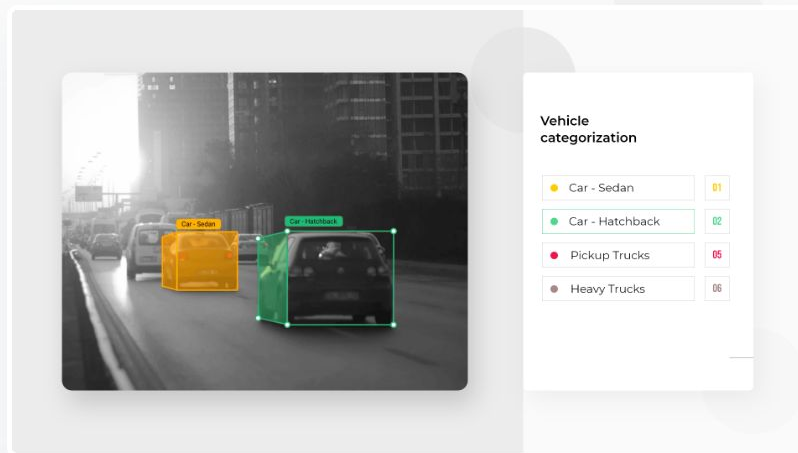 Car - Sedan
Car - Hatchback
Vehicle
categorization
Car - Sedan 01
Car - Hatchback 02
Pickup Trucks 05
Heavy Trucks 06